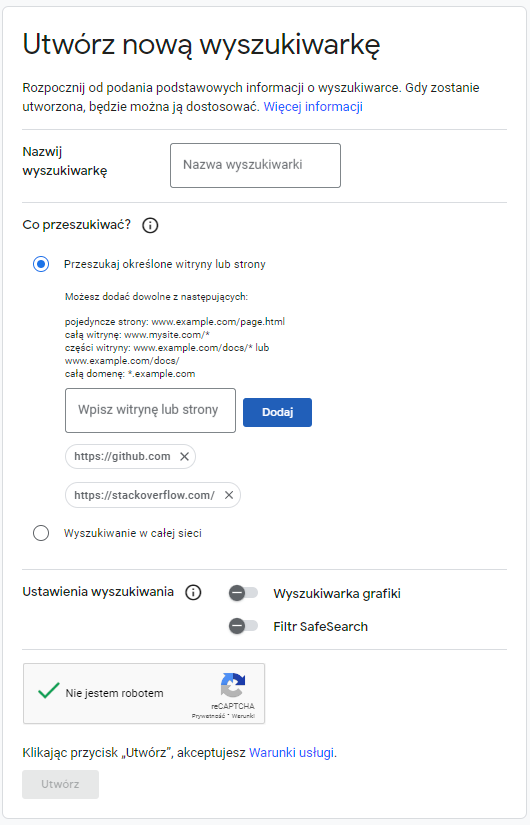 Utwórz nową wyszukiwarkę
Rozpocznij od podania podstawowych informacji o wyszukiwarce. Gdy zostanie
utworzona, będzie można ją dostosować. Więcej informacji
Nazwij
wyszukiwarkę
Nazwa wyszukiwarki
Co przeszukiwać?
Przeszukaj określone witryny lub strony
Możesz dodać dowolne z następujących:
pojedyncze strony: www.example.com/page.html
całą witrynę: www.mysite.com/*
części witryny: www.example.com/docs/* lub
www.example.com/docs/
całą domenę: *.example.com
Wpisz witrynę lub strony
Dodaj
https://github.com
https://stackoverflow.com/
Wyszukiwanie w całej sieci
Ustawienia wyszukiwania
Wyszukiwarka grafiki
Filtr SafeSearch
Nie jestem robotem
reCAPTCHA
Prywatność - Warunki
Klikając przycisk „Utwórz”, akceptujesz Warunki usługi.
Utwórz